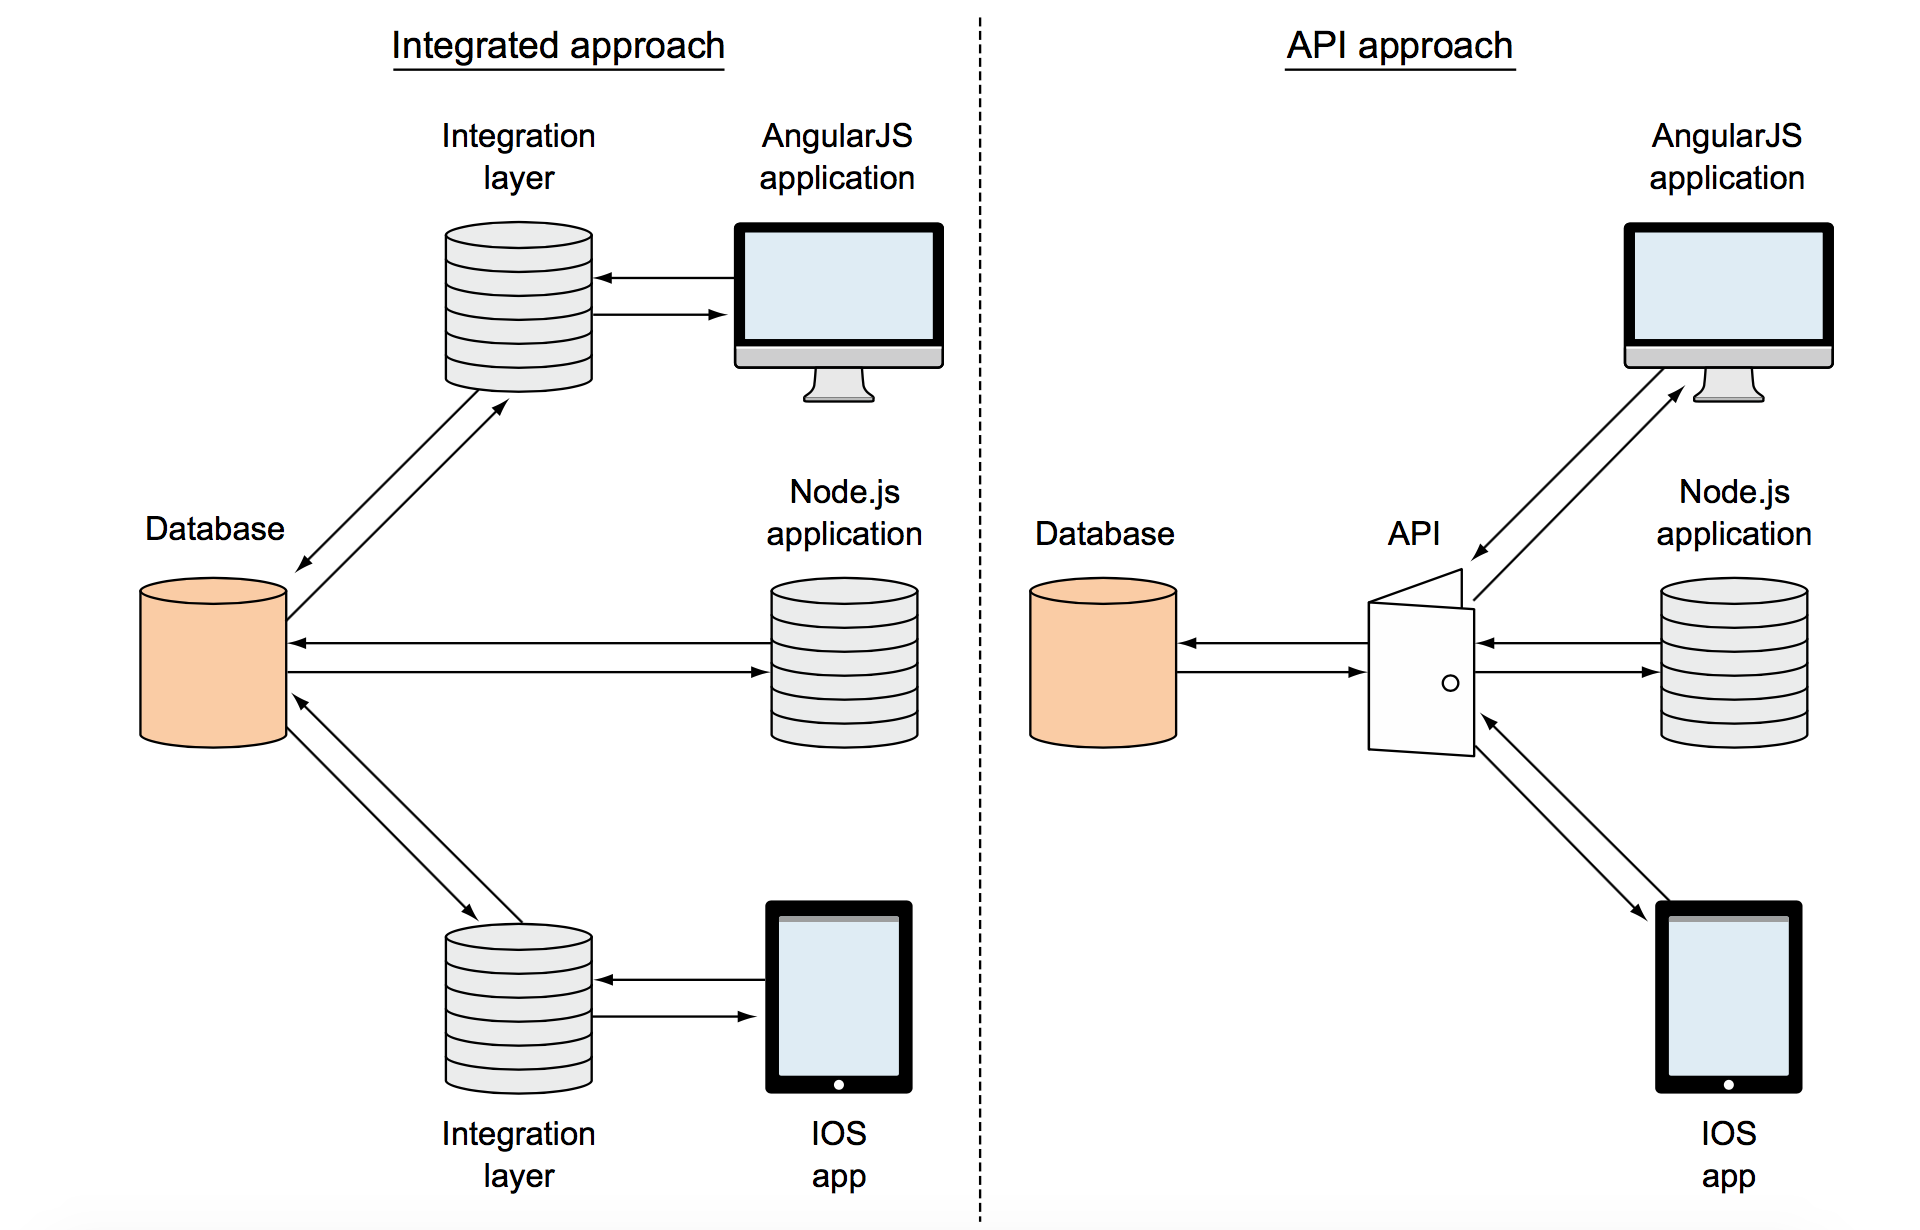 Integrated approach
Integration
layer
AngularJS
application
Database
Node.js
application
Integration
layer
IOS
app
API approach
AngularJS
application
Database
API
Node.js
application
IOS
app